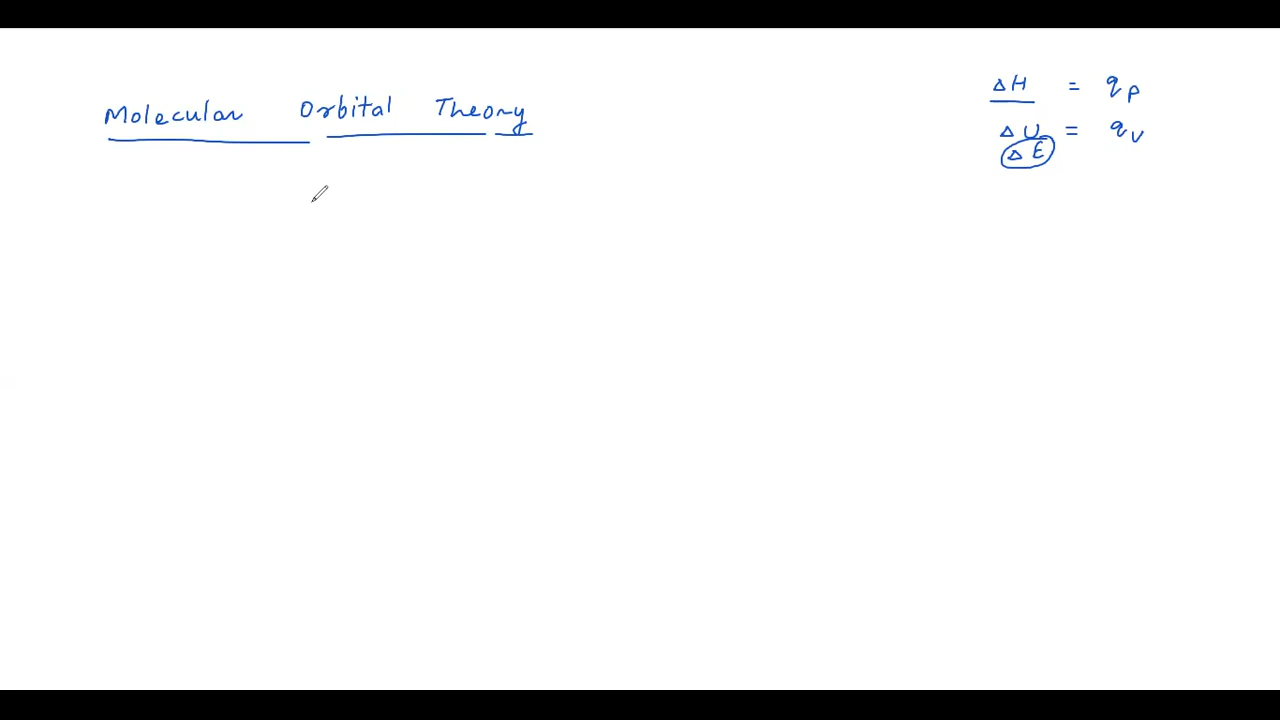 Molecular Orbital Theory
ΔH = qP
ΔU = qV
ΔE